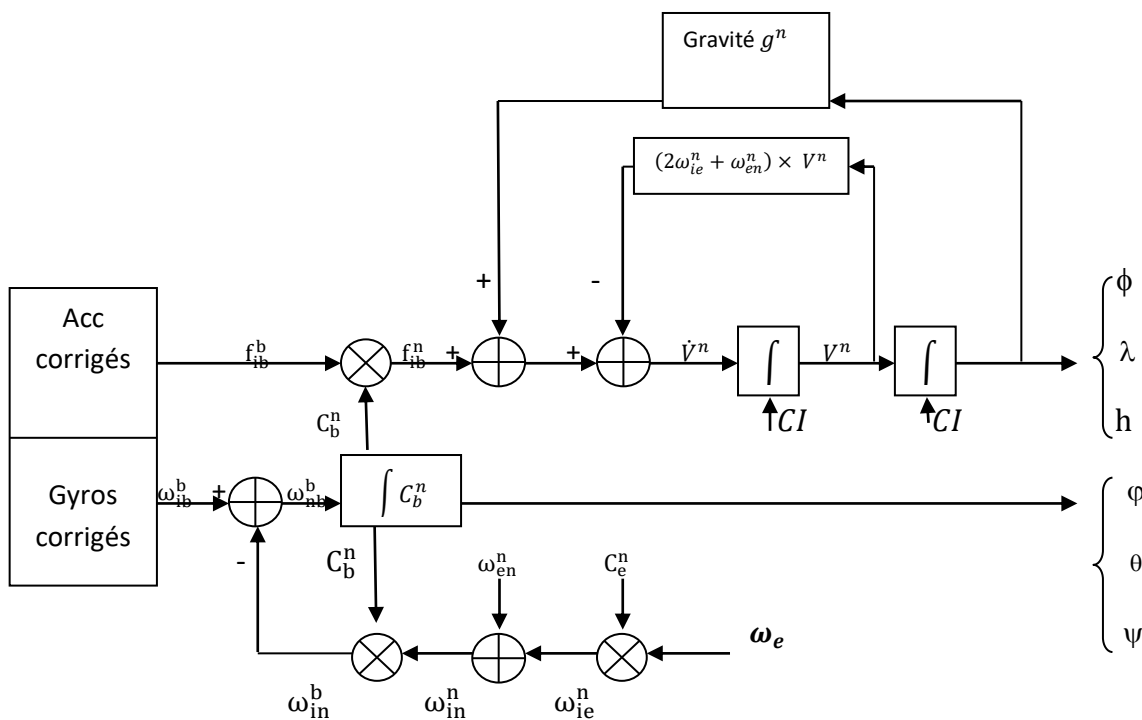 Gravité gⁿ
(2ωᵢₑⁿ + ωₑₙⁿ) × Vⁿ
+
-
ϕ
Acc
corrigés
f_ib^b
f_ib^n
+
+
V̇ⁿ
∫
Vⁿ
∫
λ
C_b^n
CI
CI
h
Gyros
corrigés
ω_ib^b
+
ω_nb^b
∫ C_b^n
φ
-
C_b^n
ω_en^n
C_e^n
θ
ω_e
ψ
ω_in^b
ω_in^n
ω_ie^n